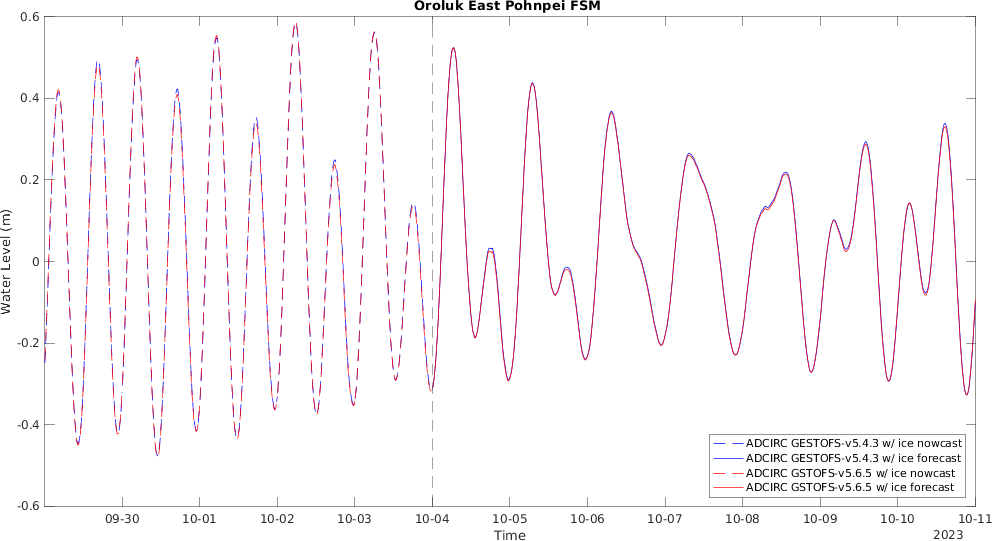 Oroluk East Pohnpei FSM
0.6
0.4
0.2
0
-0.2
-0.4
-0.6
Water Level (m)
ADCIRC GESTOFS-v5.4.3 w/ ice nowcast
ADCIRC GESTOFS-v5.4.3 w/ ice forecast
ADCIRC GSTOFS-v5.6.5 w/ ice nowcast
ADCIRC GSTOFS-v5.6.5 w/ ice forecast
09-30 10-01 10-02 10-03 10-04 10-05 10-06 10-07 10-08 10-09 10-10 10-11
Time 2023